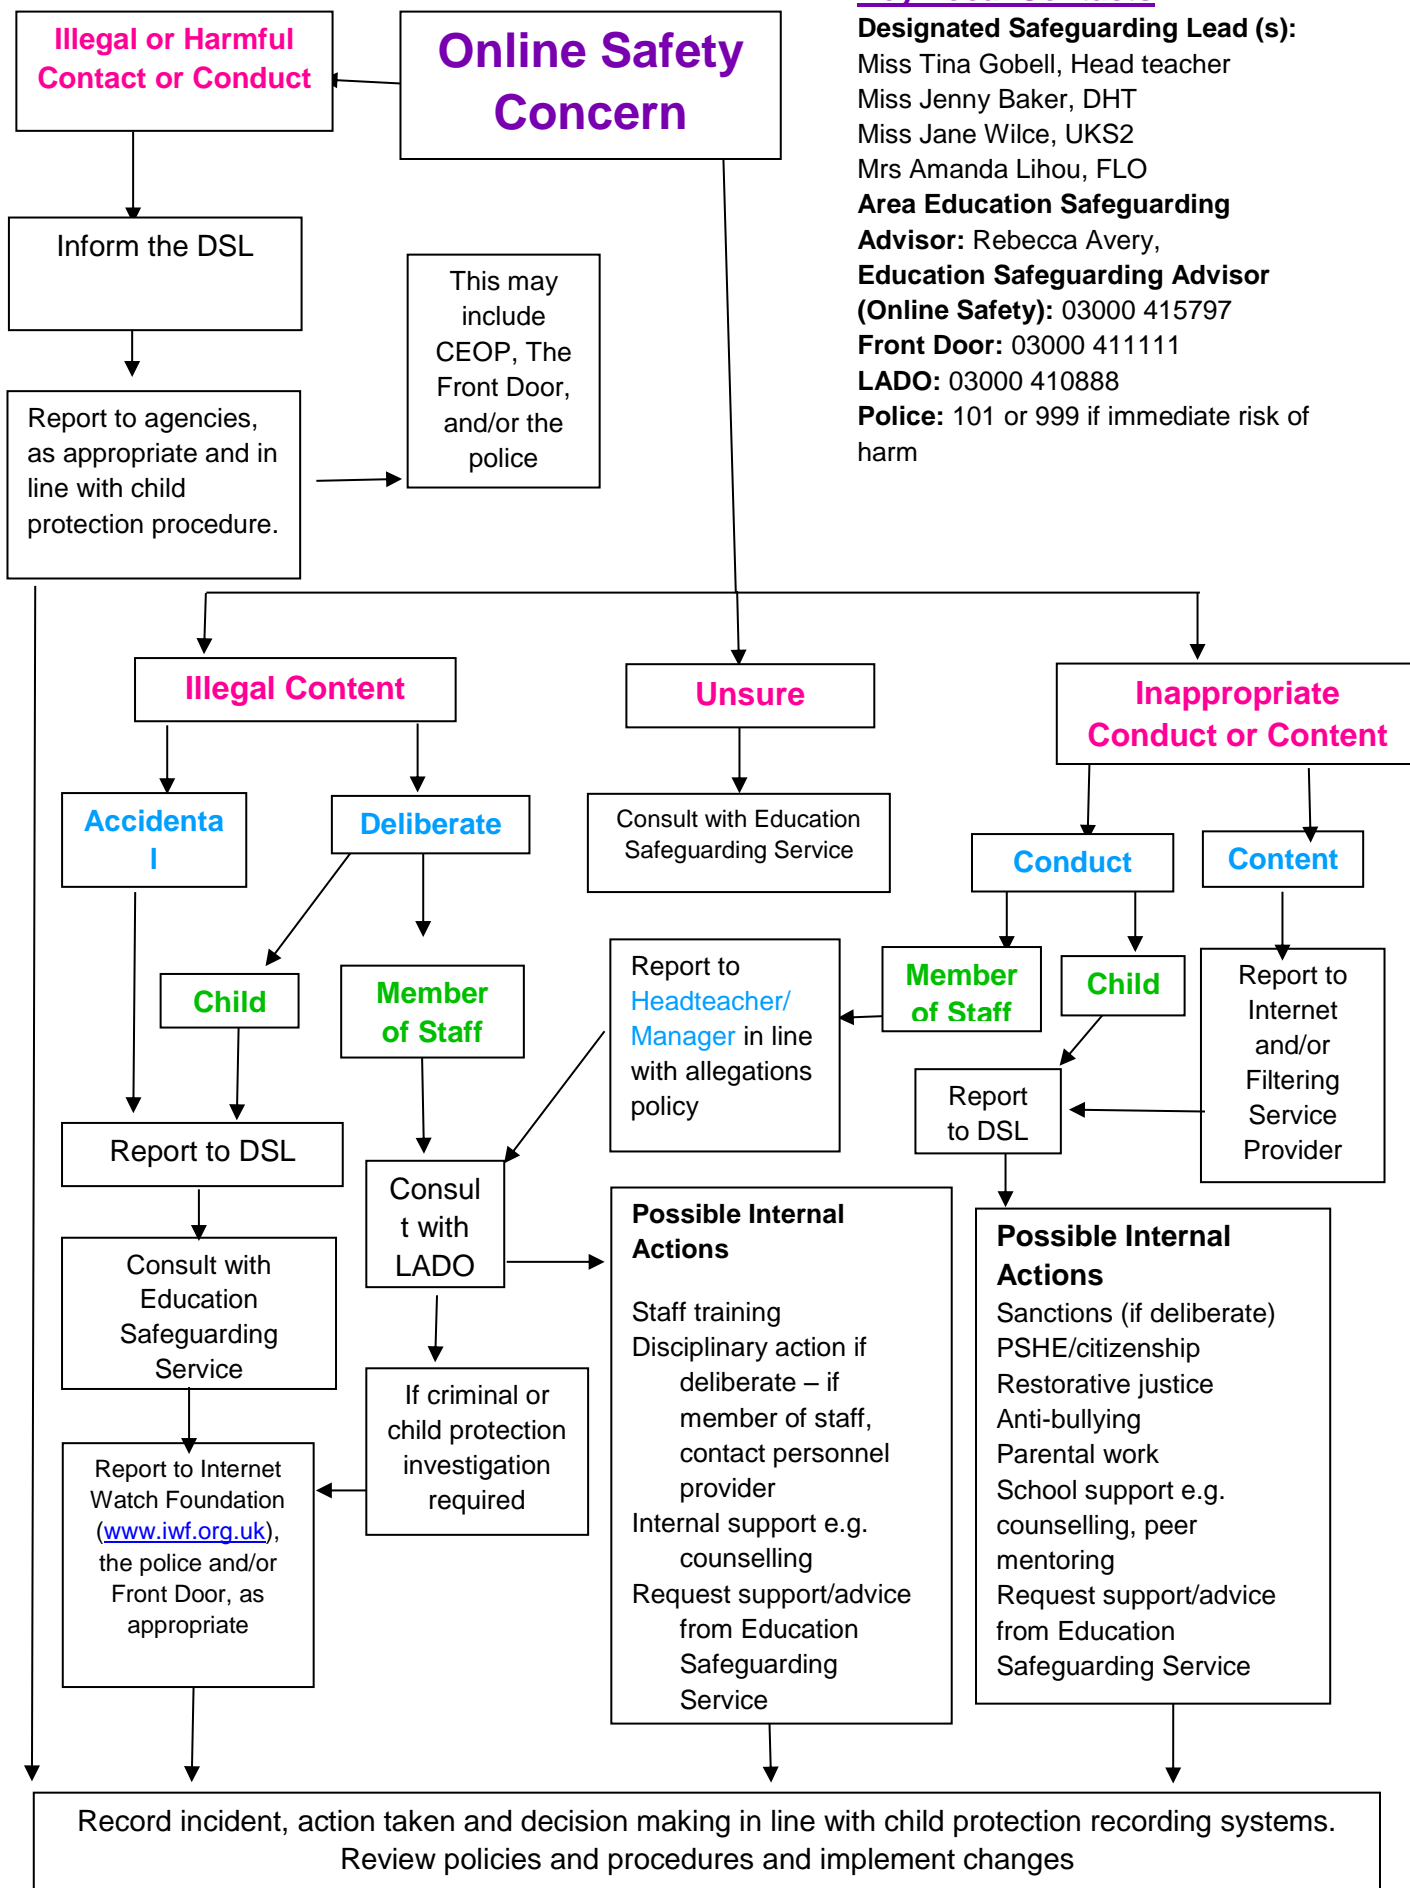 Illegal or Harmful
Contact or Conduct
Online Safety
Concern
Designated Safeguarding Lead (s):
Miss Tina Gobell, Head teacher
Miss Jenny Baker, DHT
Miss Jane Wilce, UKS2
Mrs Amanda Lihou, FLO
Area Education Safeguarding
Advisor: Rebecca Avery,
Education Safeguarding Advisor
(Online Safety): 03000 415797
Front Door: 03000 411111
LADO: 03000 410888
Police: 101 or 999 if immediate risk of
harm
Inform the DSL
This may
include
CEOP, The
Front Door,
and/or the
police
Report to agencies,
as appropriate and in
line with child
protection procedure.
Illegal Content
Unsure
Inappropriate
Conduct or Content
Accidenta
l
Deliberate
Consult with Education
Safeguarding Service
Conduct
Content
Child
Member
of Staff
Report to
Headteacher/
Manager in line
with allegations
policy
Member
of Staff
Child
Report to
Internet
and/or
Filtering
Service
Provider
Report to DSL
Consul
t with
LADO
Report
to DSL
Consult with
Education
Safeguarding
Service
If criminal or
child protection
investigation
required
Report to Internet
Watch Foundation
(www.iwf.org.uk),
the police and/or
Front Door, as
appropriate
Possible Internal
Actions
Staff training
Disciplinary action if
deliberate – if
member of staff,
contact personnel
provider
Internal support e.g.
counselling
Request support/advice
from Education
Safeguarding
Service
Possible Internal
Actions
Sanctions (if deliberate)
PSHE/citizenship
Restorative justice
Anti-bullying
Parental work
School support e.g.
counselling, peer
mentoring
Request support/advice
from Education
Safeguarding Service
Record incident, action taken and decision making in line with child protection recording systems.
Review policies and procedures and implement changes